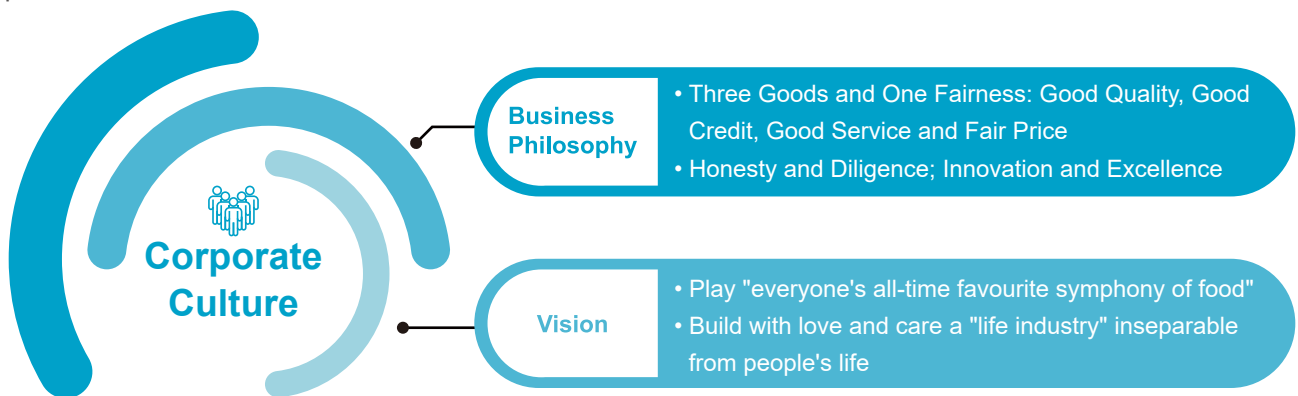 Corporate
Culture
Business
Philosophy
• Three Goods and One Fairness: Good Quality, Good
Credit, Good Service and Fair Price
• Honesty and Diligence; Innovation and Excellence
Vision
• Play "everyone's all-time favourite symphony of food"
• Build with love and care a "life industry" inseparable
from people's life